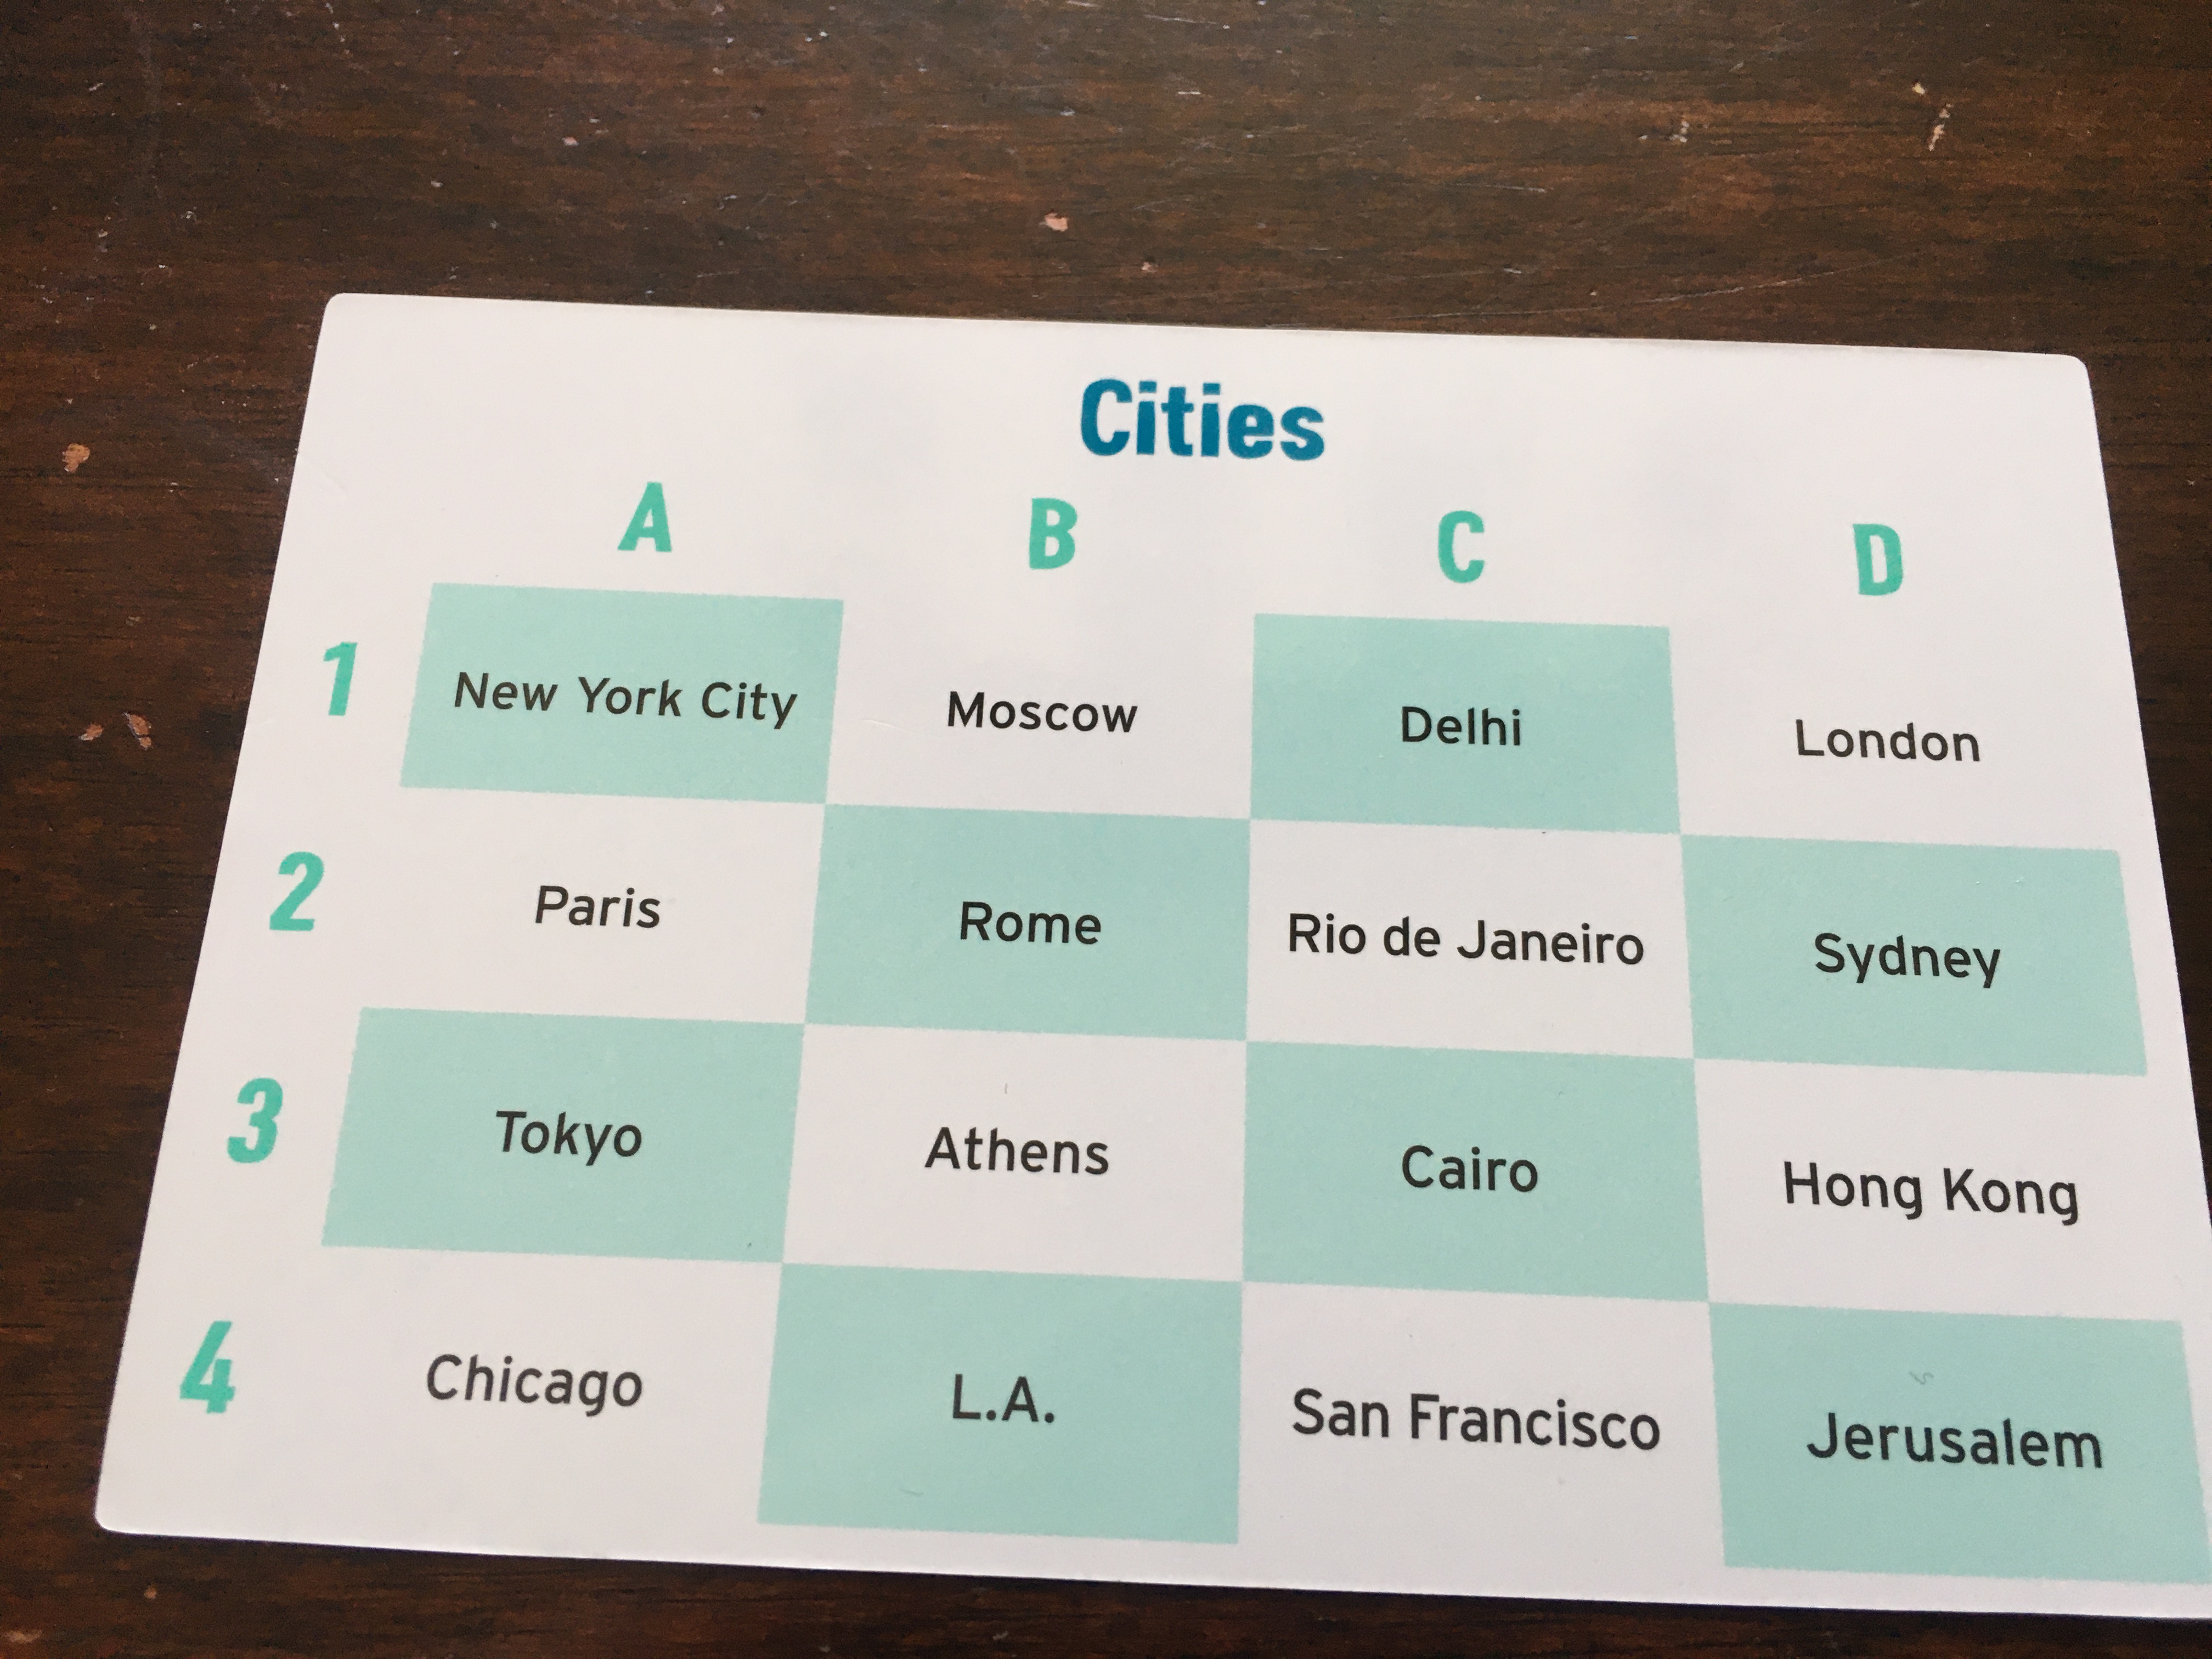 Cities
A B C D
1 New York City Moscow Delhi London
2 Paris Rome Rio de Janeiro Sydney
3 Tokyo Athens Cairo Hong Kong
4 Chicago L.A. San Francisco Jerusalem